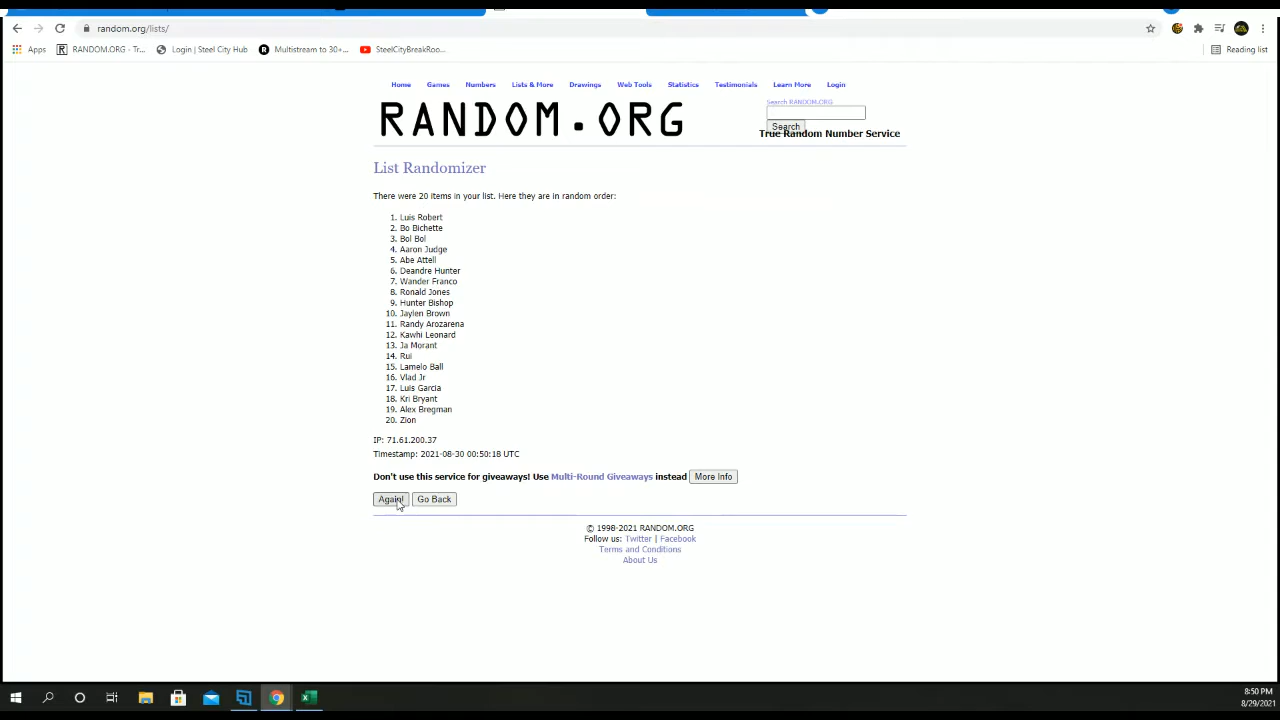 random.org/lists/
Apps
RANDOM.ORG - Tr...
Login | Steel City Hub
Multistream to 30+...
SteelCityBreakRoo...
Reading list
Home Games Numbers Lists & More Drawings Web Tools Statistics Testimonials Learn More Login
RANDOM.ORG
Search RANDOM.ORG
Search
True Random Number Service
List Randomizer
There were 20 items in your list. Here they are in random order:
1. Luis Robert
2. Bo Bichette
3. Bol Bol
4. Aaron Judge
5. Abe Attell
6. Deandre Hunter
7. Wander Franco
8. Ronald Jones
9. Hunter Bishop
10. Jaylen Brown
11. Randy Arozarena
12. Kawhi Leonard
13. Ja Morant
14. Rui
15. Lamelo Ball
16. Vlad Jr
17. Luis Garcia
18. Kri Bryant
19. Alex Bregman
20. Zion
IP: 71.61.200.37
Timestamp: 2021-08-30 00:50:18 UTC
Don't use this service for giveaways! Use Multi-Round Giveaways instead More Info
Again! Go Back
© 1998-2021 RANDOM.ORG
Follow us: Twitter | Facebook
Terms and Conditions
About Us
8:50 PM
8/29/2021